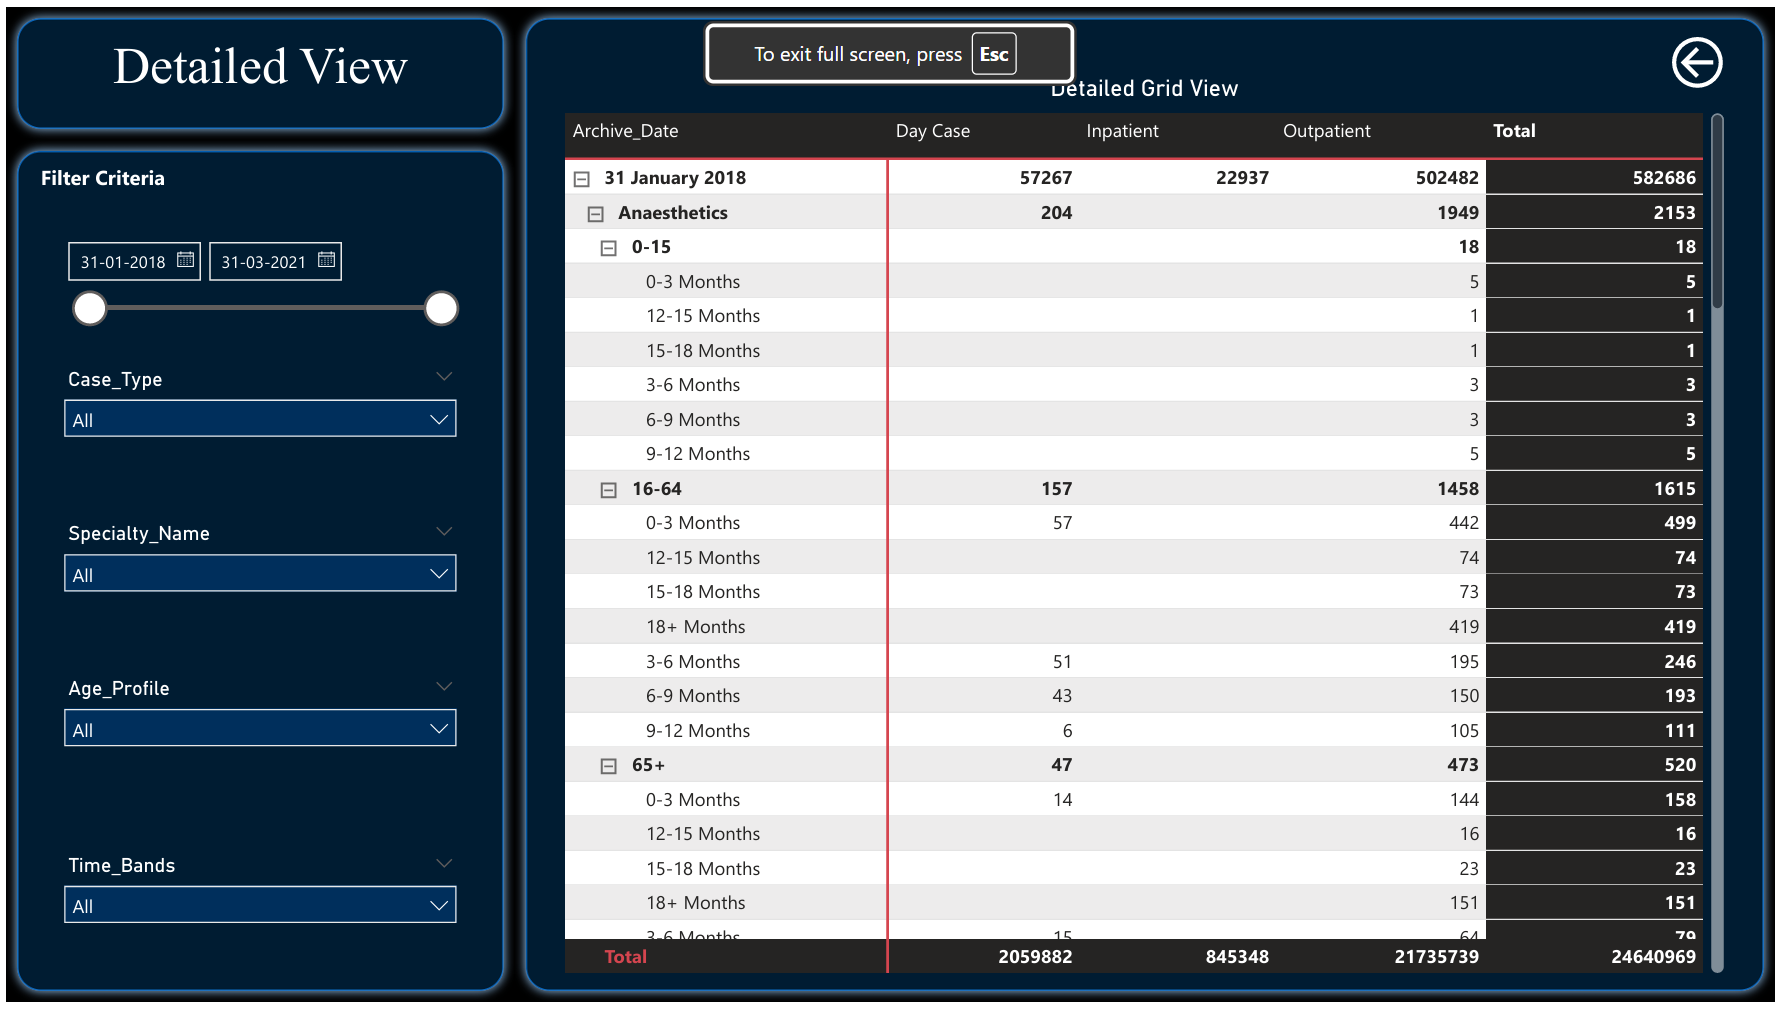 Detailed View
Filter Criteria
31-01-2018 31-03-2021
Case_Type
All
Specialty_Name
All
Age_Profile
All
Time_Bands
All
To exit full screen, press Esc
Detailed Grid View
Archive_Date Day Case Inpatient Outpatient Total
31 January 2018 57267 22937 502482 582686
Anaesthetics 204 1949 2153
0-15 18 18
0-3 Months 5 5
12-15 Months 1 1
15-18 Months 1 1
3-6 Months 3 3
6-9 Months 3 3
9-12 Months 5 5
16-64 157 1458 1615
0-3 Months 57 442 499
12-15 Months 74 74
15-18 Months 73 73
18+ Months 419 419
3-6 Months 51 195 246
6-9 Months 43 150 193
9-12 Months 6 105 111
65+ 47 473 520
0-3 Months 14 144 158
12-15 Months 16 16
15-18 Months 23 23
18+ Months 151 151
3-6 Months 15 64 79
Total 2059882 845348 21735739 24640969